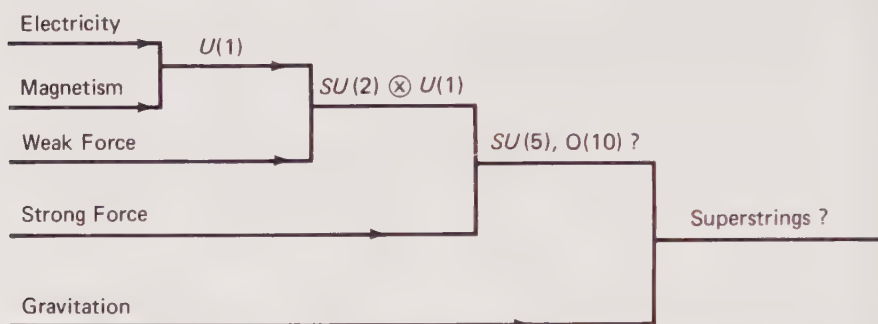 Electricity
U(1)
Magnetism
SU(2) ⊗ U(1)
Weak Force
SU(5), O(10) ?
Strong Force
Superstrings ?
Gravitation